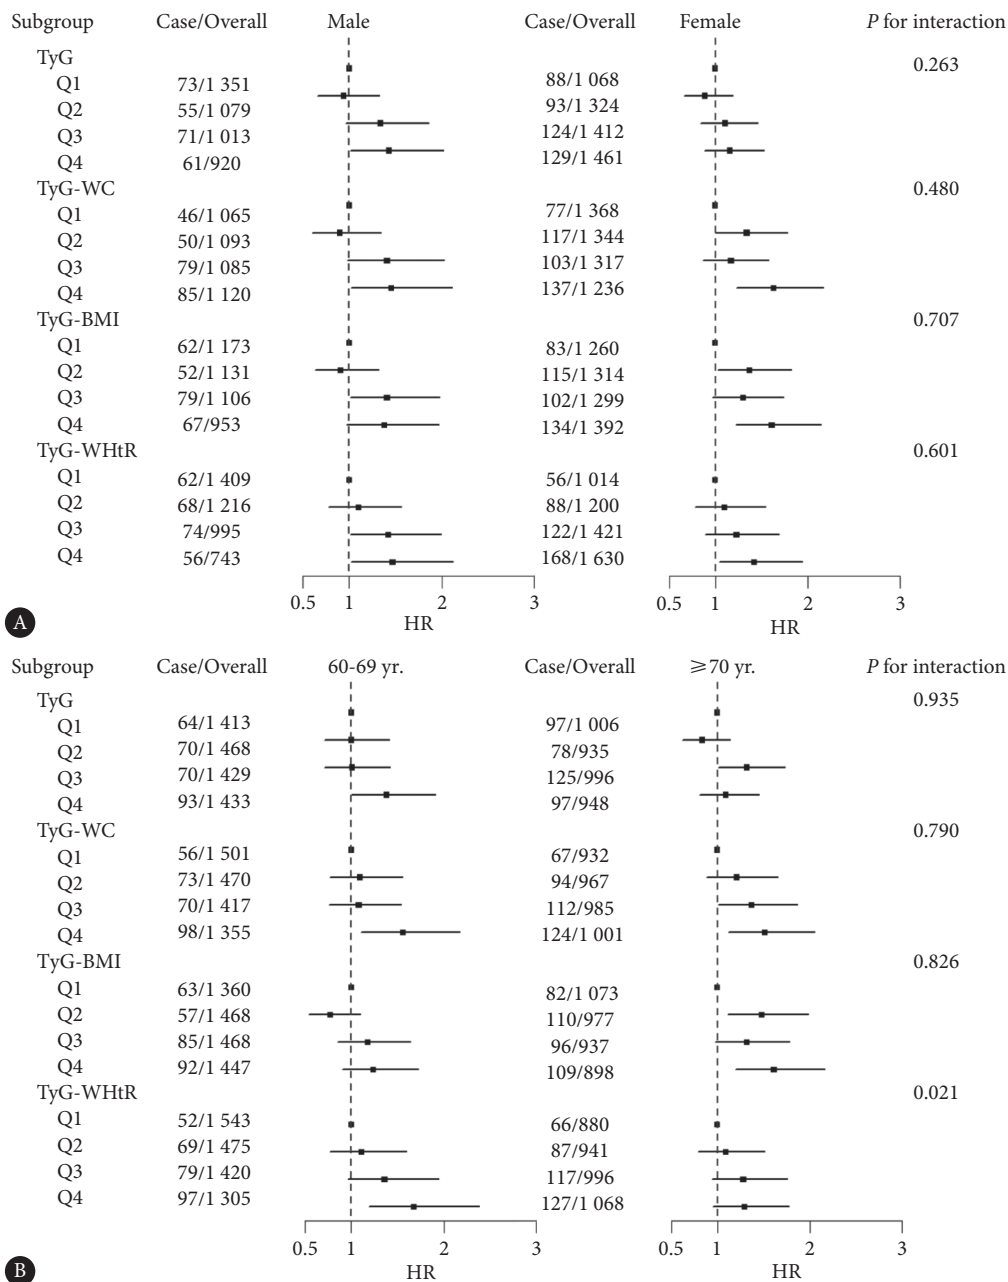 Subgroup Case/Overall Male Case/Overall Female P for interaction
TyG 0.263
Q1 73/1 351 88/1 068
Q2 55/1 079 93/1 324
Q3 71/1 013 124/1 412
Q4 61/920 129/1 461
TyG-WC 0.480
Q1 46/1 065 77/1 368
Q2 50/1 093 117/1 344
Q3 79/1 085 103/1 317
Q4 85/1 120 137/1 236
TyG-BMI 0.707
Q1 62/1 173 83/1 260
Q2 52/1 131 115/1 314
Q3 79/1 106 102/1 299
Q4 67/953 134/1 392
TyG-WHtR 0.601
Q1 62/1 409 56/1 014
Q2 68/1 216 88/1 200
Q3 74/995 122/1 421
Q4 56/743 168/1 630
0.5 1 2 3 0.5 1 2 3
A HR HR
Subgroup Case/Overall 60-69 yr. Case/Overall ⩾70 yr. P for interaction
TyG 0.935
Q1 64/1 413 97/1 006
Q2 70/1 468 78/935
Q3 70/1 429 125/996
Q4 93/1 433 97/948
TyG-WC 0.790
Q1 56/1 501 67/932
Q2 73/1 470 94/967
Q3 70/1 417 112/985
Q4 98/1 355 124/1 001
TyG-BMI 0.826
Q1 63/1 360 82/1 073
Q2 57/1 468 110/977
Q3 85/1 468 96/937
Q4 92/1 447 109/898
TyG-WHtR 0.021
Q1 52/1 543 66/880
Q2 69/1 475 87/941
Q3 79/1 420 117/996
Q4 97/1 305 127/1 068
0.5 1 2 3 0.5 1 2 3
B HR HR